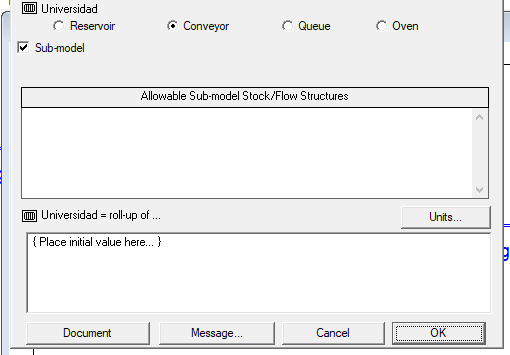 Universidad
Reservoir Conveyor Queue Oven
Sub-model
Allowable Sub-model Stock/Flow Structures
Universidad = roll-up of ...
Units...
{ Place initial value here... }
g
Document Message... Cancel OK